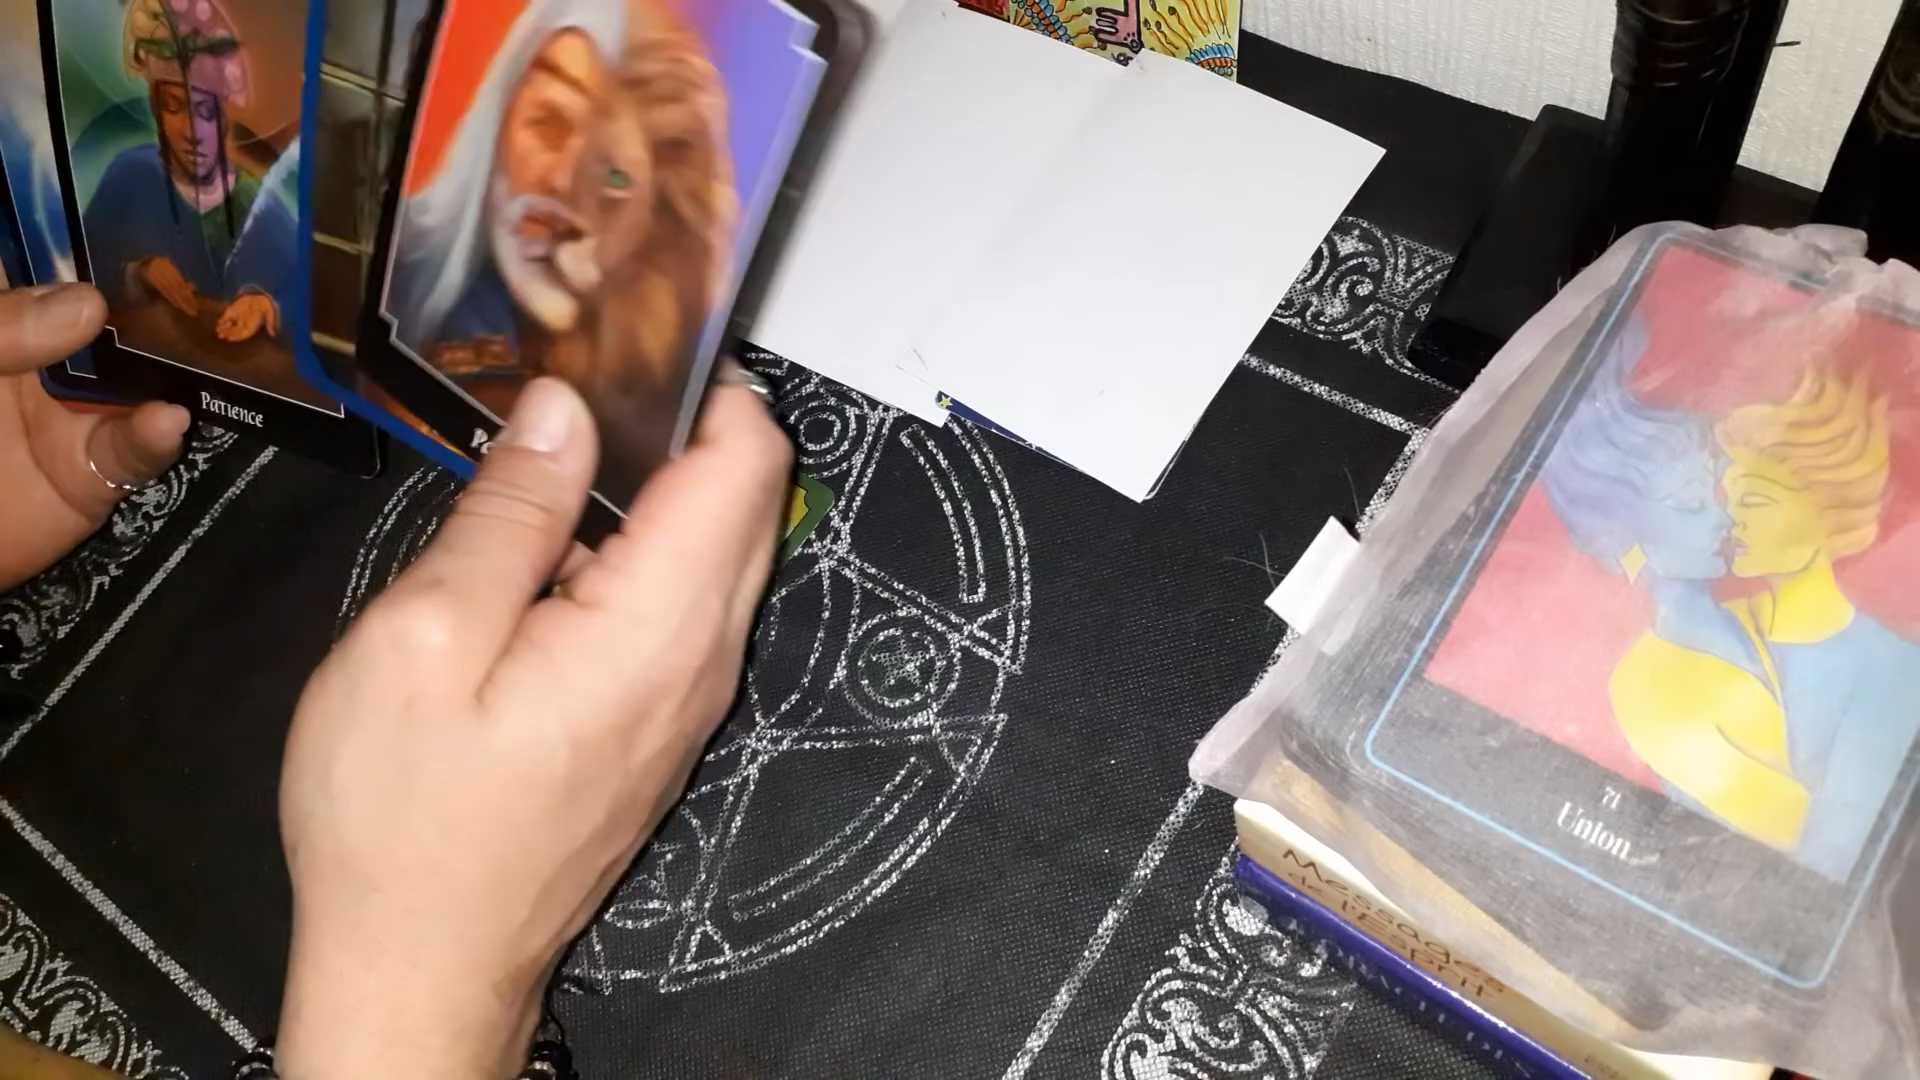 Patience
71
Union
Messages
de
l'Esprit